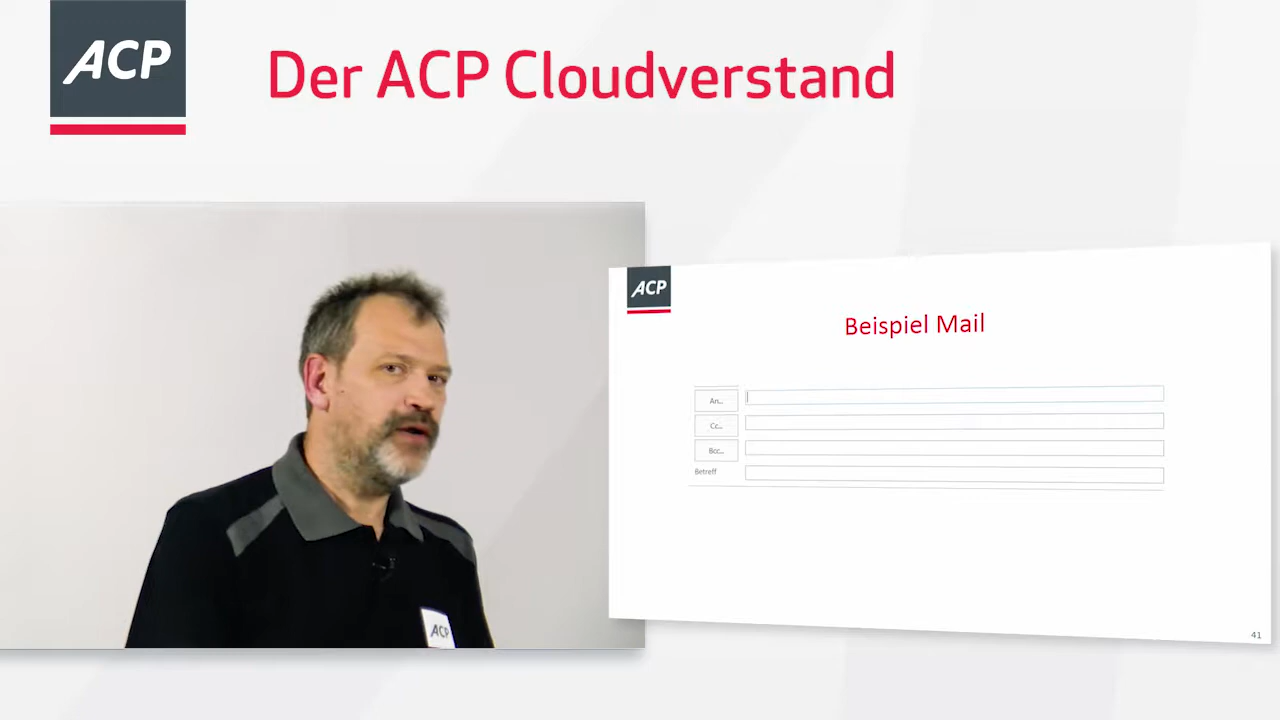 ACP
Der ACP Cloudverstand
ACP
Beispiel Mail
An...
Cc...
Bcc...
Betreff
ACP
41